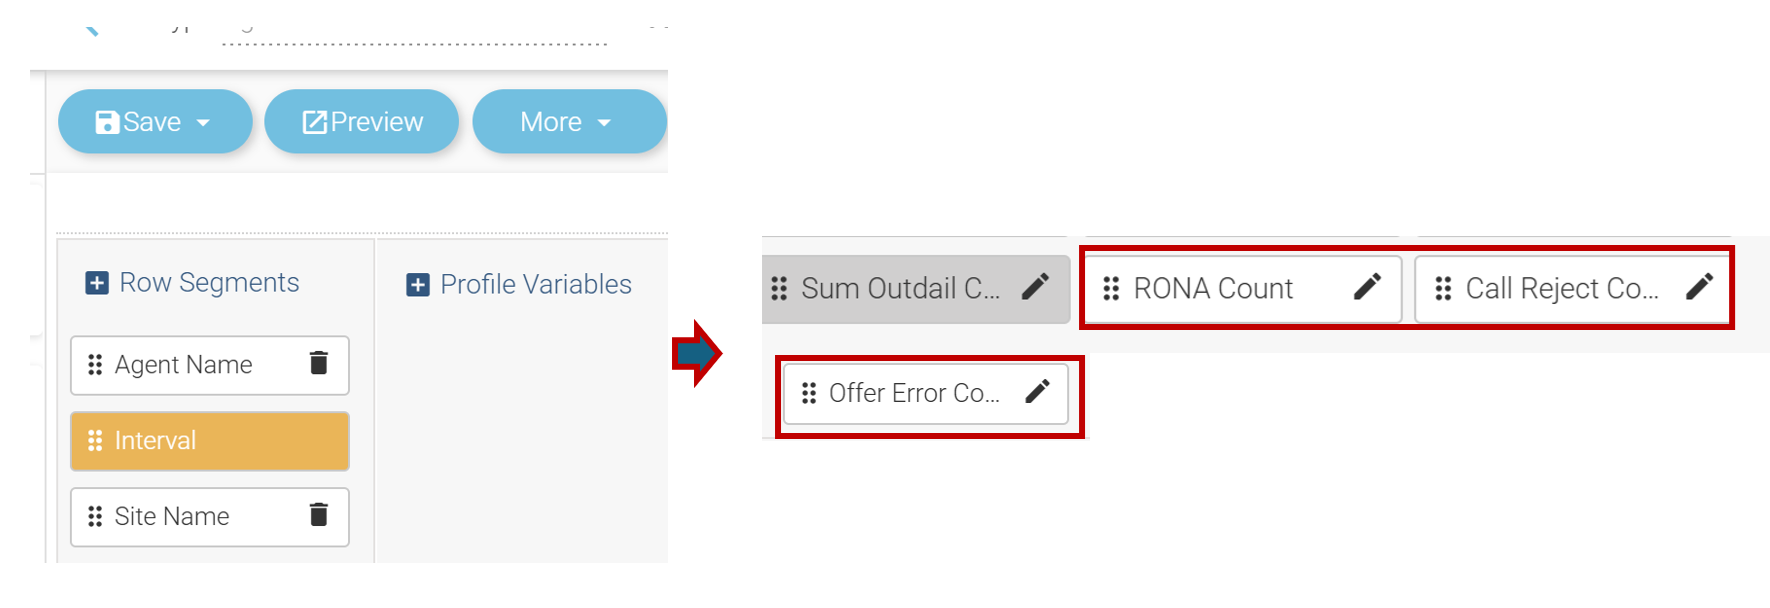 Save
Preview
More
Row Segments
Profile Variables
Agent Name
Interval
Site Name
Sum Outdail C...
RONA Count
Call Reject Co...
Offer Error Co...